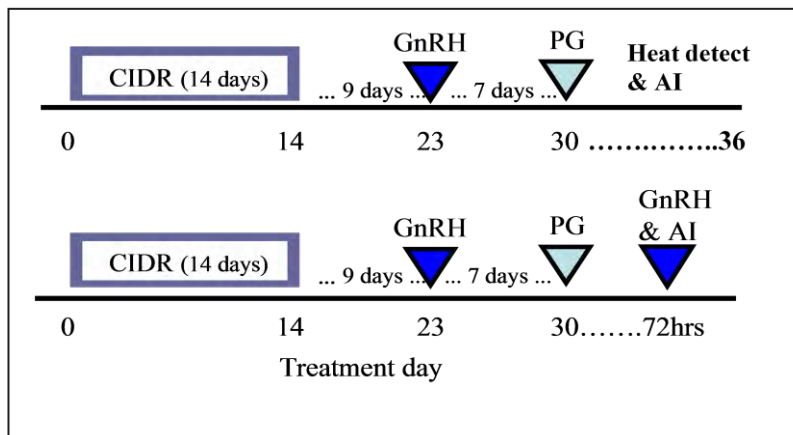 GnRH PG Heat detect
& AI
CIDR (14 days)
... 9 days ... ... 7 days ...
0 14 23 30 ...............36
GnRH PG GnRH
& AI
CIDR (14 days)
... 9 days ... ... 7 days ...
0 14 23 30.......72hrs
Treatment day